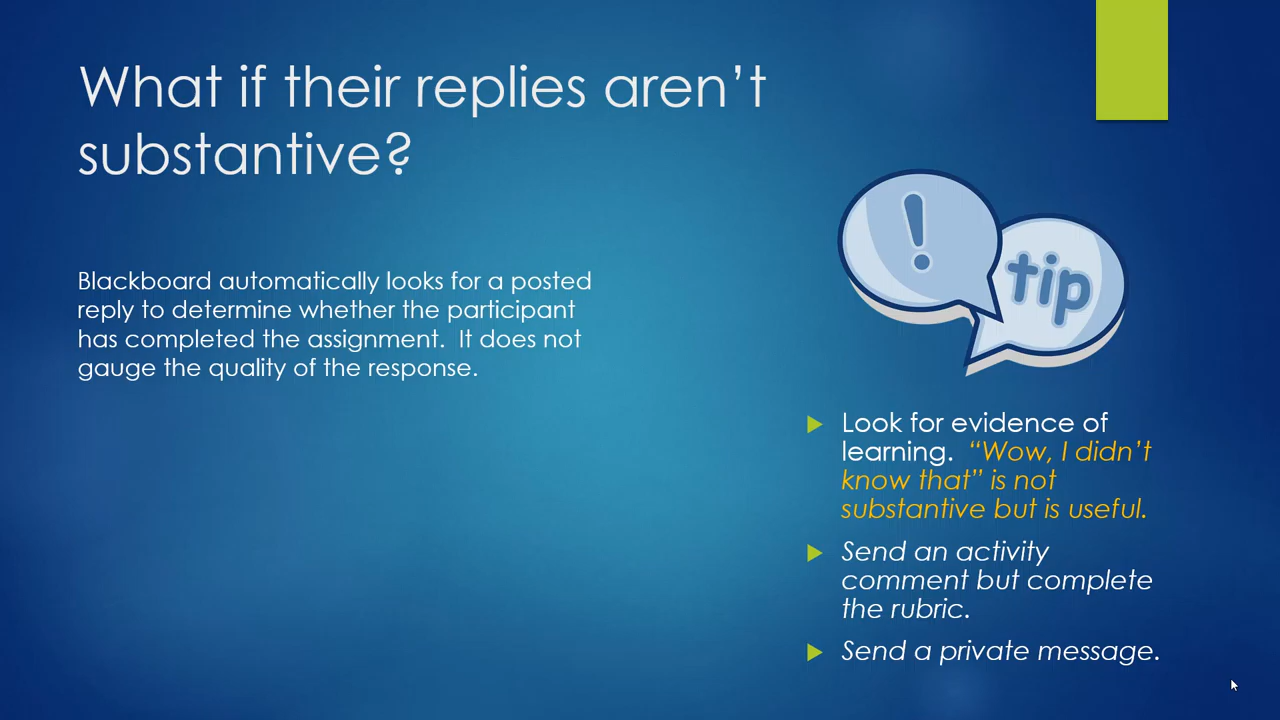 What if their replies aren’t
substantive?
Blackboard automatically looks for a posted
reply to determine whether the participant
has completed the assignment.  It does not
gauge the quality of the response.
!
tip
Look for evidence of
learning.  “Wow, I didn’t
know that” is not
substantive but is useful.
Send an activity
comment but complete
the rubric.
Send a private message.